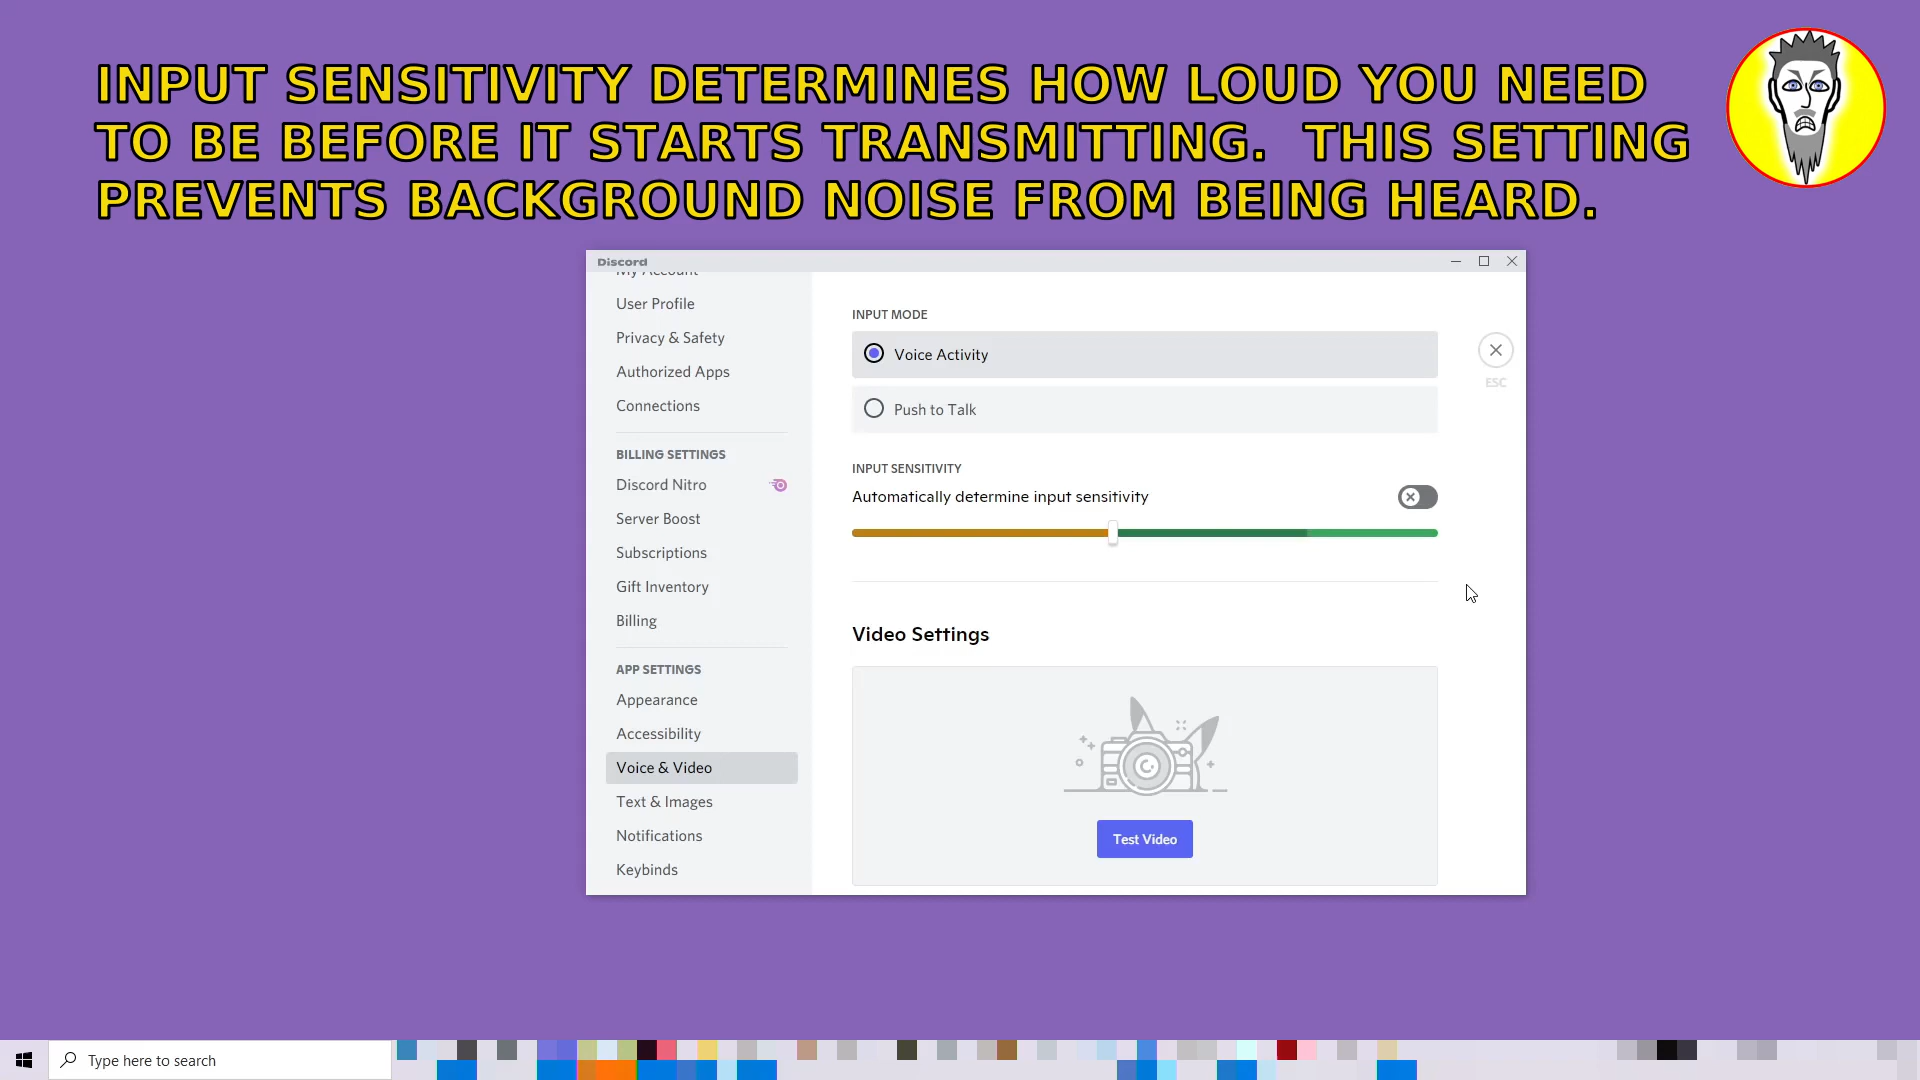 INPUT SENSITIVITY DETERMINES HOW LOUD YOU NEED
TO BE BEFORE IT STARTS TRANSMITTING.  THIS SETTING
PREVENTS BACKGROUND NOISE FROM BEING HEARD.
Discord
My Account
User Profile
Privacy & Safety
Authorized Apps
Connections
BILLING SETTINGS
Discord Nitro
Server Boost
Subscriptions
Gift Inventory
Billing
APP SETTINGS
Appearance
Accessibility
Voice & Video
Text & Images
Notifications
Keybinds
INPUT MODE
Voice Activity
Push to Talk
ESC
INPUT SENSITIVITY
Automatically determine input sensitivity
Video Settings
Test Video
Type here to search